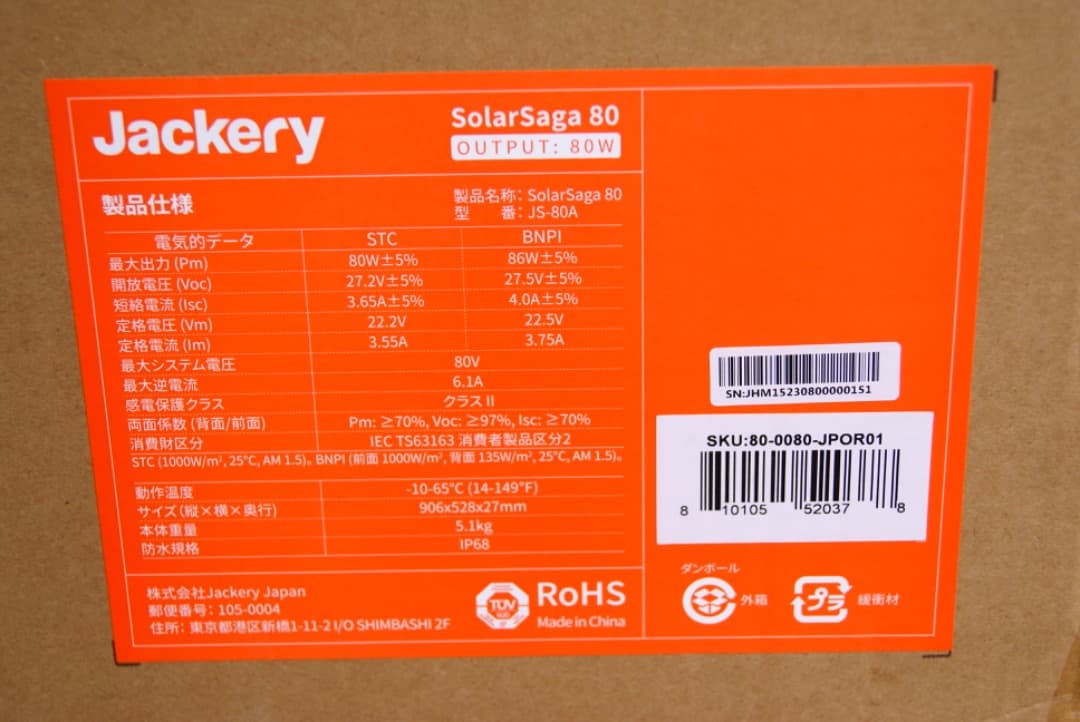 Jackery
SolarSaga 80
OUTPUT: 80W
製品仕様
製品名称: SolarSaga 80
型 番: JS-80A
電気的データ STC BNPI
最大出力 (Pm) 80W±5% 86W±5%
開放電圧 (Voc) 27.2V±5% 27.5V±5%
短絡電流 (Isc) 3.65A±5% 4.0A±5%
定格電圧 (Vm) 22.2V 22.5V
定格電流 (Im) 3.55A 3.75A
最大システム電圧 80V
最大逆電流 6.1A
感電保護クラス クラスⅡ
両面係数 (背面/前面) Pm: ≥70%, Voc: ≥97%, Isc: ≥70%
消費財区分 IEC TS63163 消費者製品区分2
STC (1000W/m², 25°C, AM 1.5)。BNPI (前面 1000W/m², 背面 135W/m², 25°C, AM 1.5)。
動作温度 -10-65°C (14-149°F)
サイズ (縦×横×奥行) 906x528x27mm
本体重量 5.1kg
防水規格 IP68
株式会社Jackery Japan
郵便番号: 105-0004
住所: 東京都港区新橋1-11-2 I/O SHIMBASHI 2F
TÜV
RoHS
Made in China
SN:JHM15230800000151
SKU:80-0080-JPOR01
8 10105 52037 8
ダンボール
外箱
プラ
緩衝材